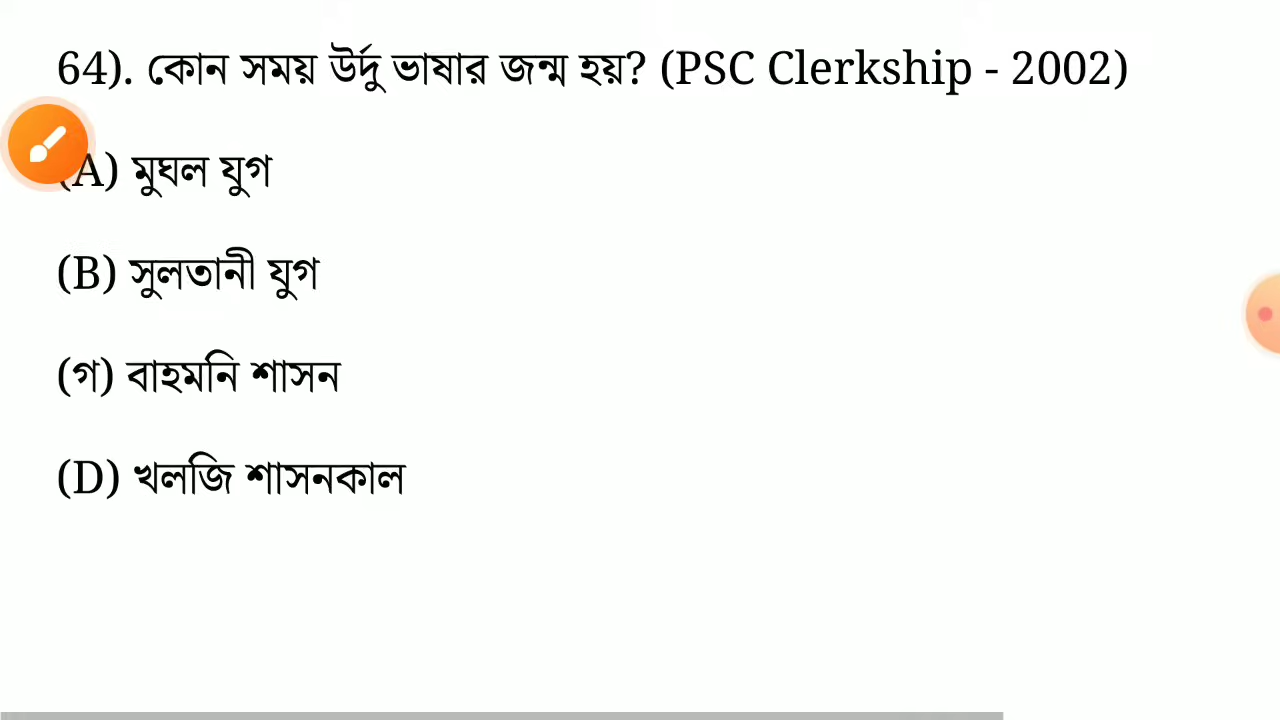 64). কোন সময় উর্দু ভাষার জন্ম হয়? (PSC Clerkship - 2002)
(A) মুঘল যুগ
(B) সুলতানী যুগ
(গ) বাহমনি শাসন
(D) খলজি শাসনকাল